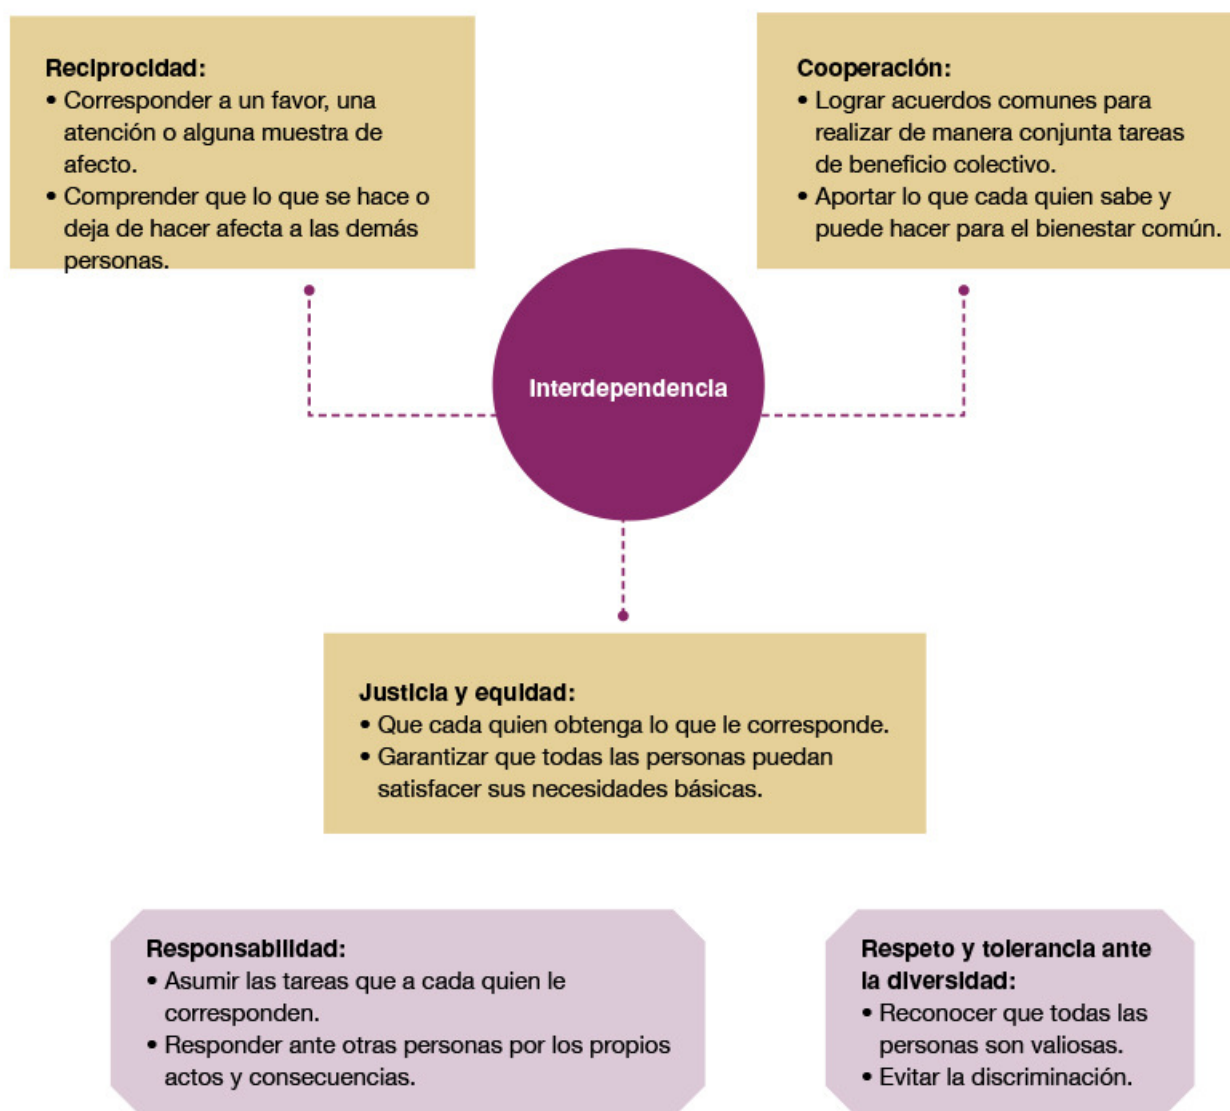 Reciprocidad:
• Corresponder a un favor, una
atención o alguna muestra de
afecto.
• Comprender que lo que se hace o
deja de hacer afecta a las demás
personas.
Cooperación:
• Lograr acuerdos comunes para
realizar de manera conjunta tareas
de beneficio colectivo.
• Aportar lo que cada quien sabe y
puede hacer para el bienestar común.
Interdependencia
Justicia y equidad:
• Que cada quien obtenga lo que le corresponde.
• Garantizar que todas las personas puedan
satisfacer sus necesidades básicas.
Responsabilidad:
• Asumir las tareas que a cada quien le
corresponden.
• Responder ante otras personas por los propios
actos y consecuencias.
Respeto y tolerancia ante
la diversidad:
• Reconocer que todas las
personas son valiosas.
• Evitar la discriminación.